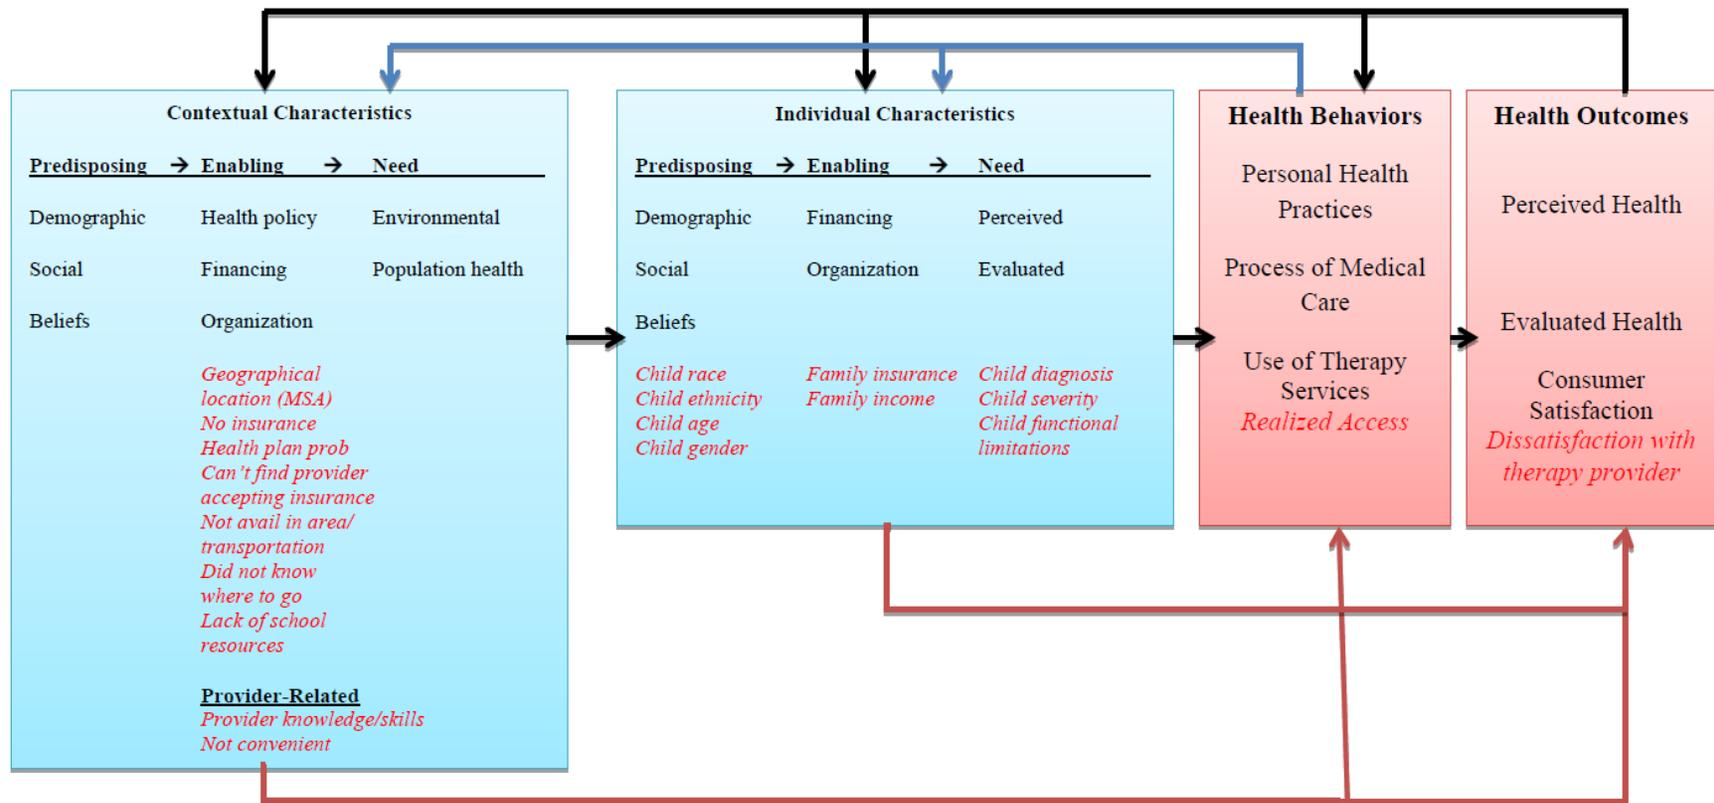 Contextual Characteristics
Predisposing → Enabling → Need
Demographic Health policy Environmental
Social Financing Population health
Beliefs Organization
Geographical
location (MSA)
No insurance
Health plan prob
Can't find provider
accepting insurance
Not avail in area/
transportation
Did not know
where to go
Lack of school
resources
Provider-Related
Provider knowledge/skills
Not convenient
Individual Characteristics
Predisposing → Enabling → Need
Demographic Financing Perceived
Social Organization Evaluated
Beliefs
Child race Family insurance Child diagnosis
Child ethnicity Family income Child severity
Child age Child functional
Child gender limitations
Health Behaviors
Personal Health
Practices
Process of Medical
Care
Use of Therapy
Services
Realized Access
Health Outcomes
Perceived Health
Evaluated Health
Consumer
Satisfaction
Dissatisfaction with
therapy provider